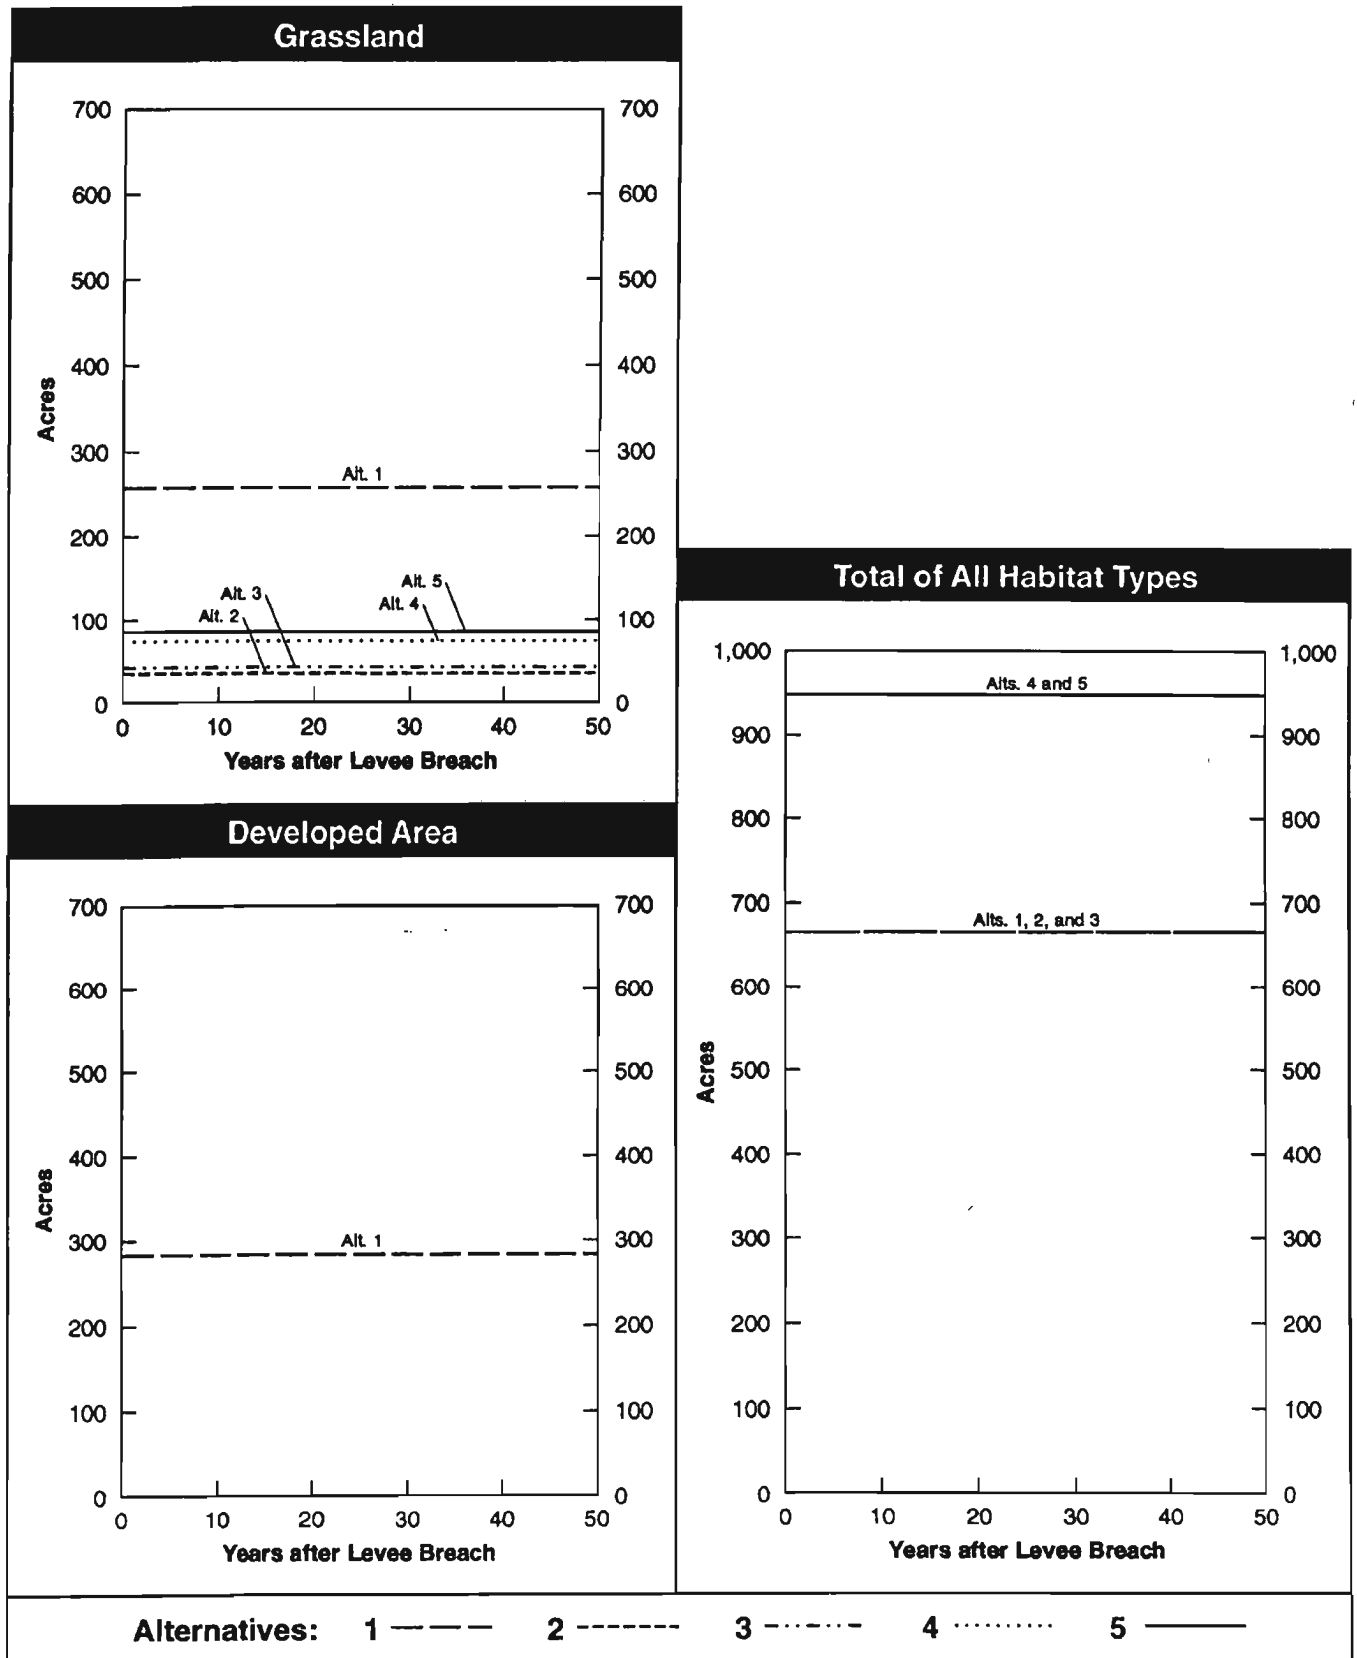 Grassland
700
700
600
600
500
500
400
400
300
300
200
200
100
100
0
0
Acres
Alt. 1
Alt. 5
Alt. 3
Alt. 4
Alt. 2
0 10 20 30 40 50
Years after Levee Breach
Developed Area
700
700
600
600
500
500
400
400
300
300
200
200
100
100
0
0
Acres
Alt. 1
0 10 20 30 40 50
Years after Levee Breach
Total of All Habitat Types
1,000
1,000
900
900
800
800
700
700
600
600
500
500
400
400
300
300
200
200
100
100
0
0
Acres
Alts. 4 and 5
Alts. 1, 2, and 3
0 10 20 30 40 50
Years after Levee Breach
Alternatives: 1 2 3 4 5